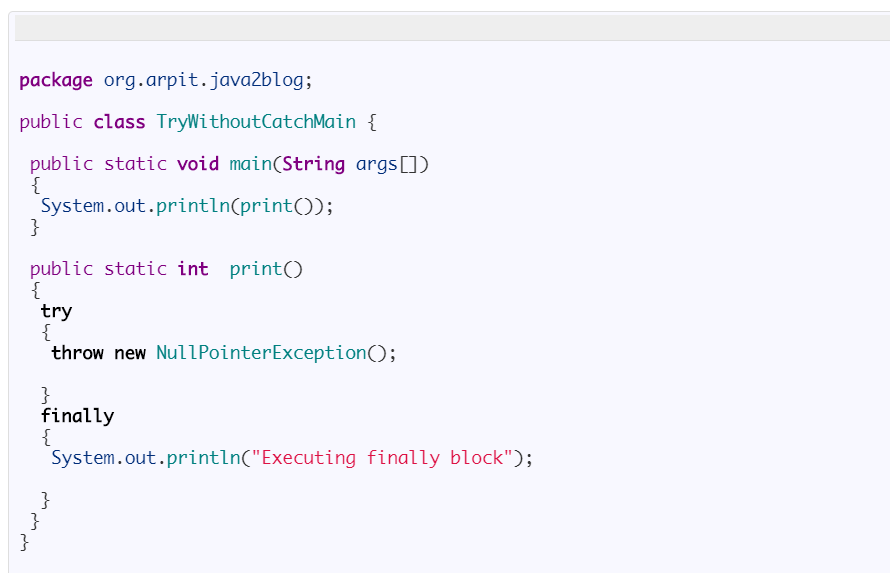 package org.arpit.java2blog;
public class TryWithoutCatchMain {
public static void main(String args[])
{
System.out.println(print());
}
public static int  print()
{
try
{
throw new NullPointerException();
}
finally
{
System.out.println("Executing finally block");
}
}
}